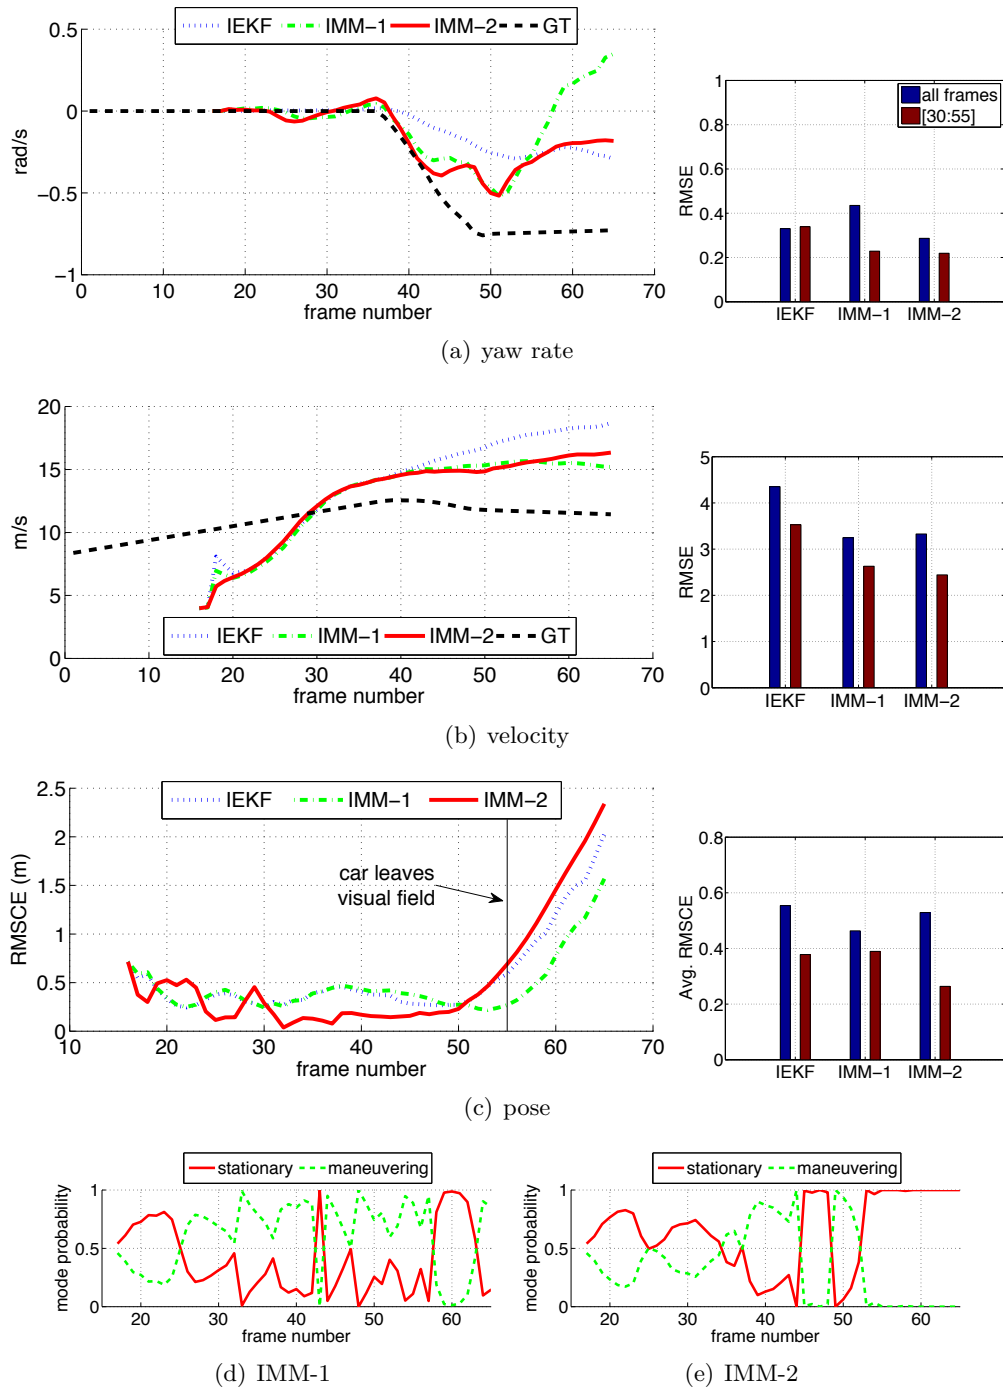 IEKF IMM-1 IMM-2 GT
0.5
0
−0.5
−1
rad/s
0 10 20 30 40 50 60 70
frame number
all frames
[30:55]
1
0.8
0.6
0.4
0.2
0
RMSE
IEKF IMM-1 IMM-2
(a) yaw rate
20
15
10
5
0
m/s
IEKF IMM-1 IMM-2 GT
0 10 20 30 40 50 60 70
frame number
5
4
3
2
1
0
RMSE
IEKF IMM-1 IMM-2
(b) velocity
IEKF IMM-1 IMM-2
2.5
2
1.5
1
0.5
0
RMSCE (m)
car leaves
visual field
10 20 30 40 50 60 70
frame number
0.8
0.6
0.4
0.2
0
Avg. RMSCE
IEKF IMM-1 IMM-2
(c) pose
stationary maneuvering
1
0.5
0
mode probability
20 30 40 50 60
frame number
(d) IMM-1
stationary maneuvering
1
0.5
0
mode probability
20 30 40 50 60
frame number
(e) IMM-2